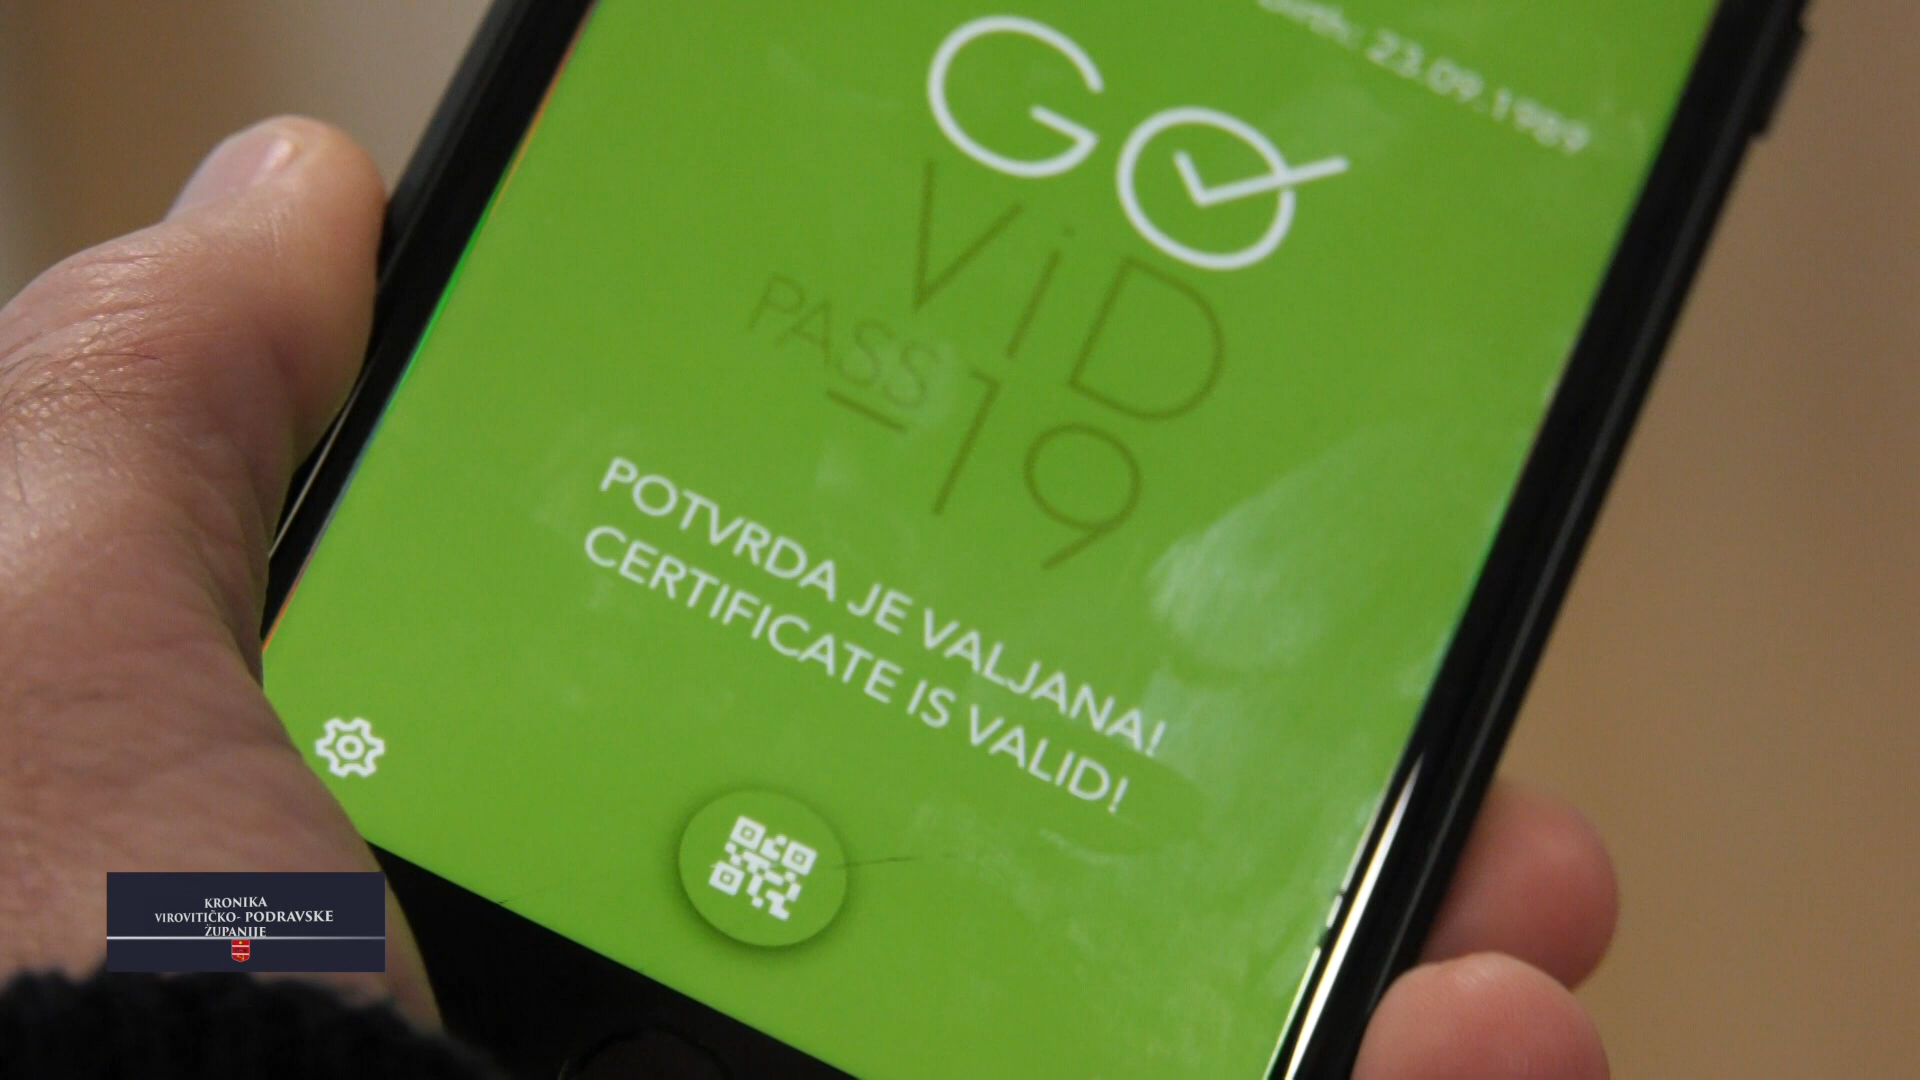 23.09.1989
GO
ViD
PASS 19
POTVRDA JE VALJANA!
CERTIFICATE IS VALID!
KRONIKA
VIROVITIČKO- PODRAVSKE
ŽUPANIJE